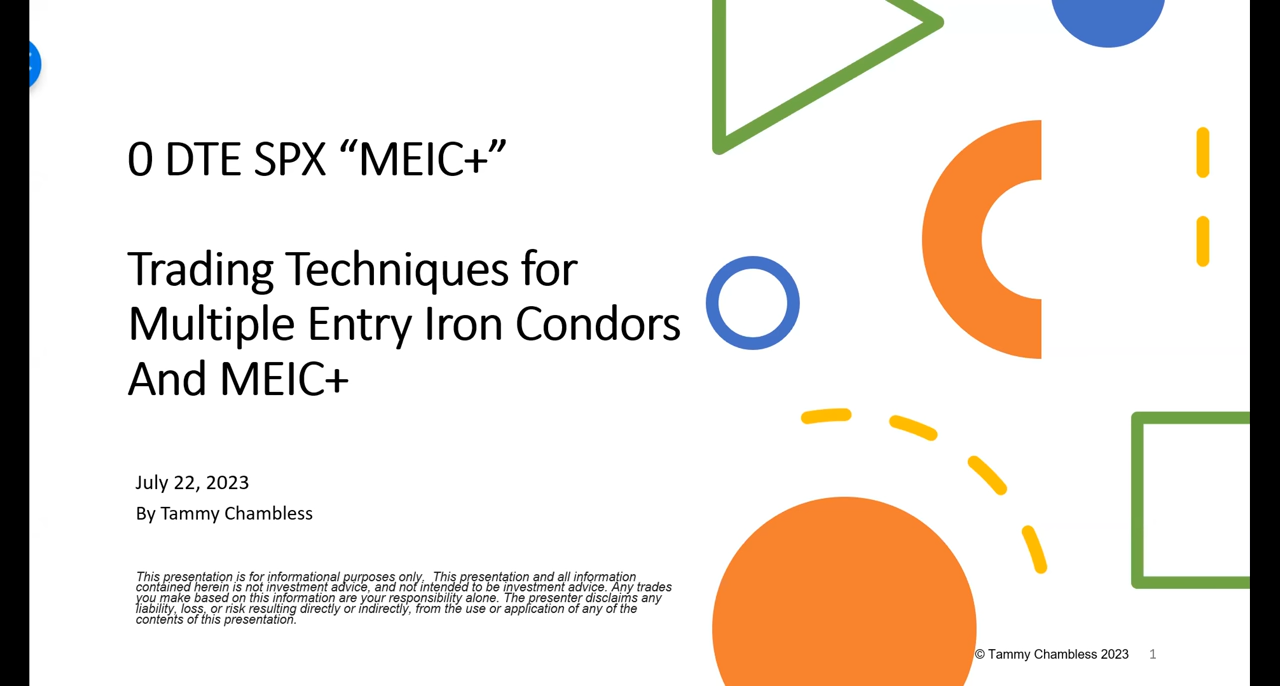 0 DTE SPX “MEIC+”
Trading Techniques for
Multiple Entry Iron Condors
And MEIC+
July 22, 2023
By Tammy Chambless
This presentation is for informational purposes only,  This presentation and all information
contained herein is not investment advice, and not intended to be investment advice. Any trades
you make based on this information are your responsibility alone. The presenter disclaims any
liability, loss, or risk resulting directly or indirectly, from the use or application of any of the
contents of this presentation.
© Tammy Chambless 2023 1